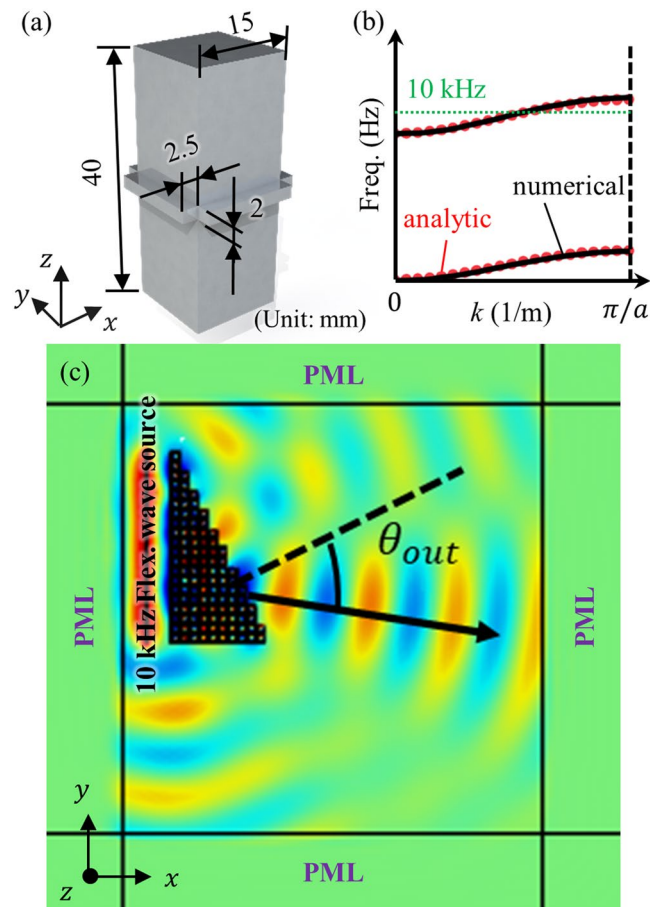 (a)
15
40
2.5
2
z
y
x
(Unit: mm)
(b)
Freq. (Hz)
10 kHz
numerical
analytic
0
k (1/m)
π/a
(c)
PML
10 kHz Flex. wave source
θout
PML
PML
y
z
x
PML